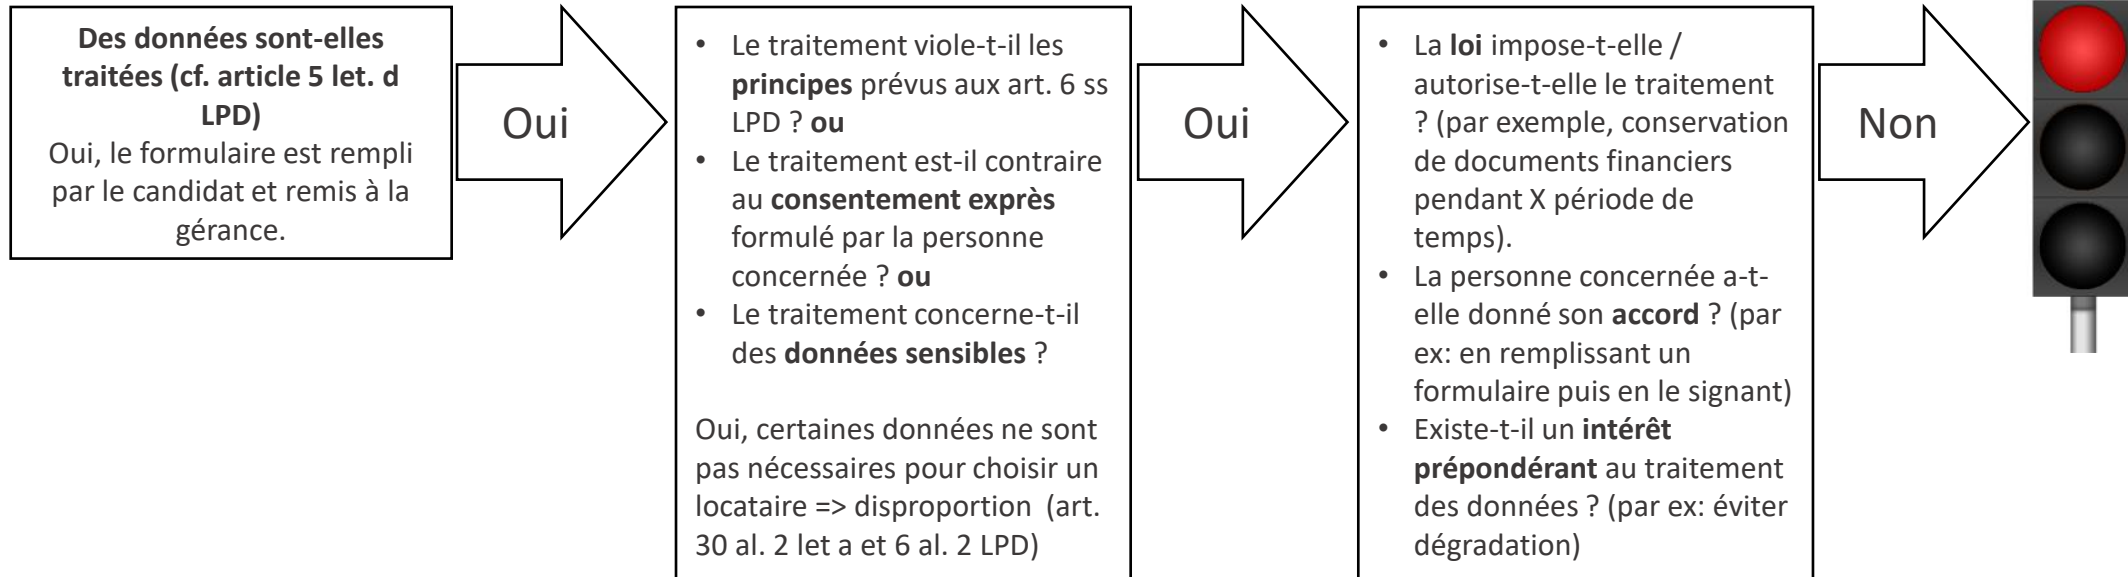 Des données sont-elles
traitées (cf. article 5 let. d
LPD)
Oui, le formulaire est rempli
par le candidat et remis à la
gérance.
Oui
• Le traitement viole-t-il les
principes prévus aux art. 6 ss
LPD ? ou
• Le traitement est-il contraire
au consentement exprès
formulé par la personne
concernée ? ou
• Le traitement concerne-t-il
des données sensibles ?
Oui, certaines données ne sont
pas nécessaires pour choisir un
locataire => disproportion (art.
30 al. 2 let a et 6 al. 2 LPD)
Oui
• La loi impose-t-elle /
autorise-t-elle le traitement
? (par exemple, conservation
de documents financiers
pendant X période de
temps).
• La personne concernée a-t-
elle donné son accord ? (par
ex: en remplissant un
formulaire puis en le signant)
• Existe-t-il un intérêt
prépondérant au traitement
des données ? (par ex: éviter
dégradation)
Non